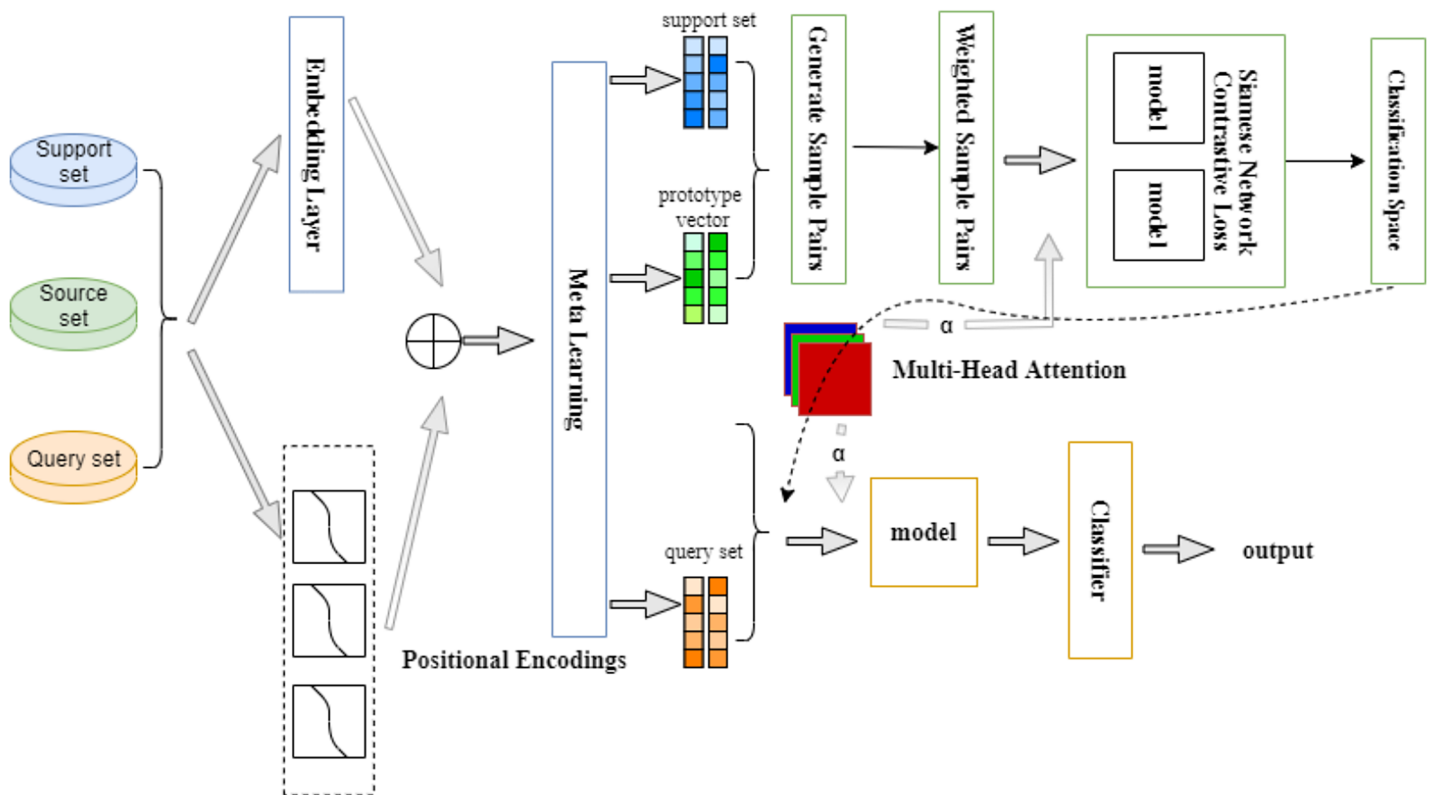 Support
set
Source
set
Query set
Embedding Layer
Positional Encodings
Meta Learning
support set
prototype
vector
query set
Generate Sample Pairs
Weighted Sample Pairs
model
model
Siamese Network
Contrastive Loss
Classification Space
α
Multi-Head Attention
α
model
Classifier
output